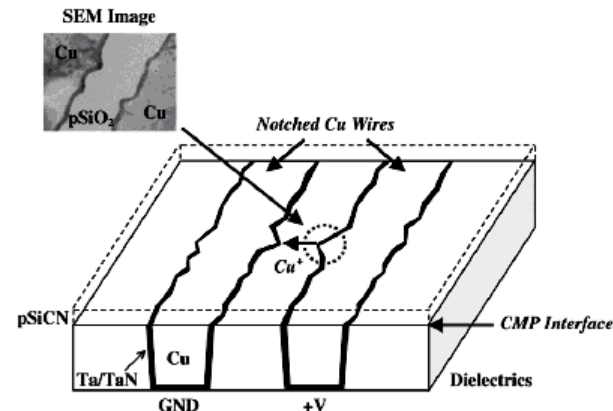 SEM Image
Cu
pSiO₂
Cu
Notched Cu Wires
Cu⁺
pSiCN
CMP Interface
Cu
Ta/TaN
Dielectrics
GND
+V